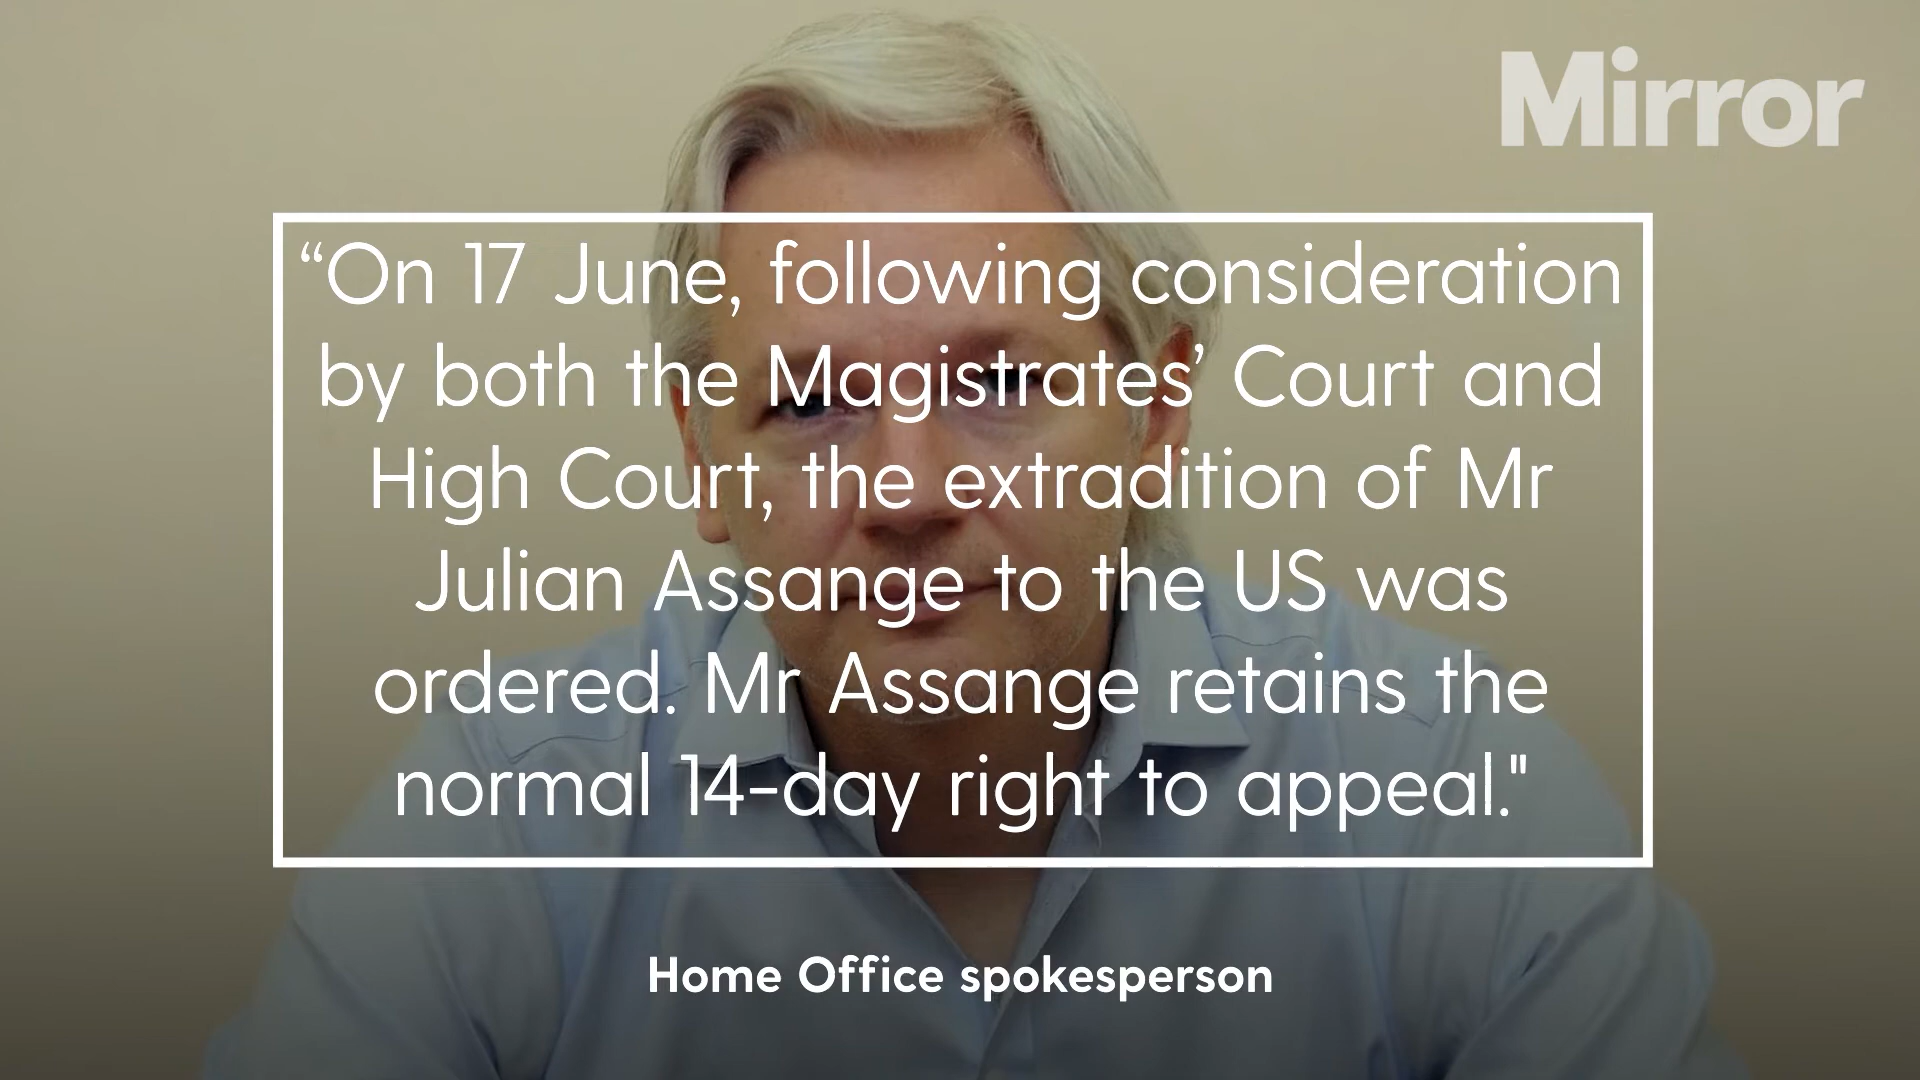 Mirror
“On 17 June, following consideration
by both the Magistrates’ Court and
High Court, the extradition of Mr
Julian Assange to the US was
ordered. Mr Assange retains the
normal 14-day right to appeal."
Home Office spokesperson